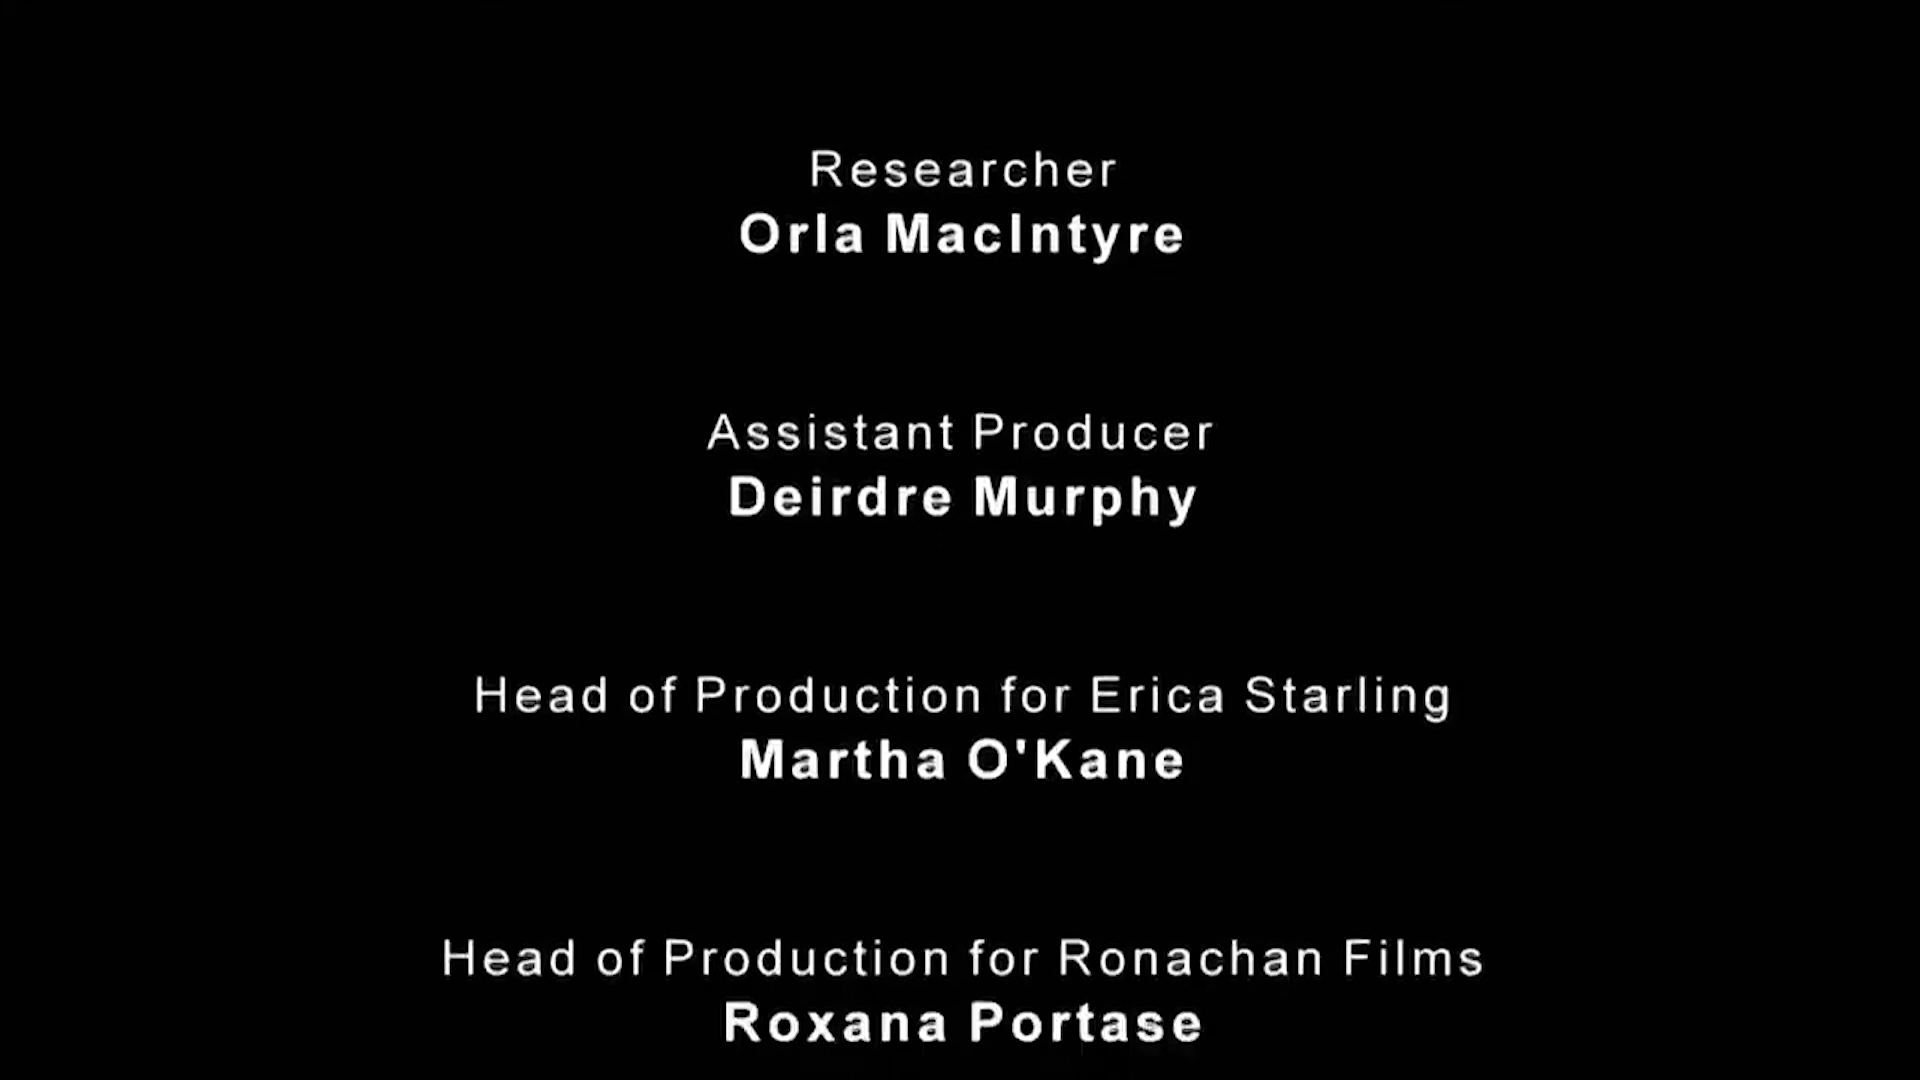 Researcher
Orla MacIntyre
Assistant Producer
Deirdre Murphy
Head of Production for Erica Starling
Martha O'Kane
Head of Production for Ronachan Films
Roxana Portase